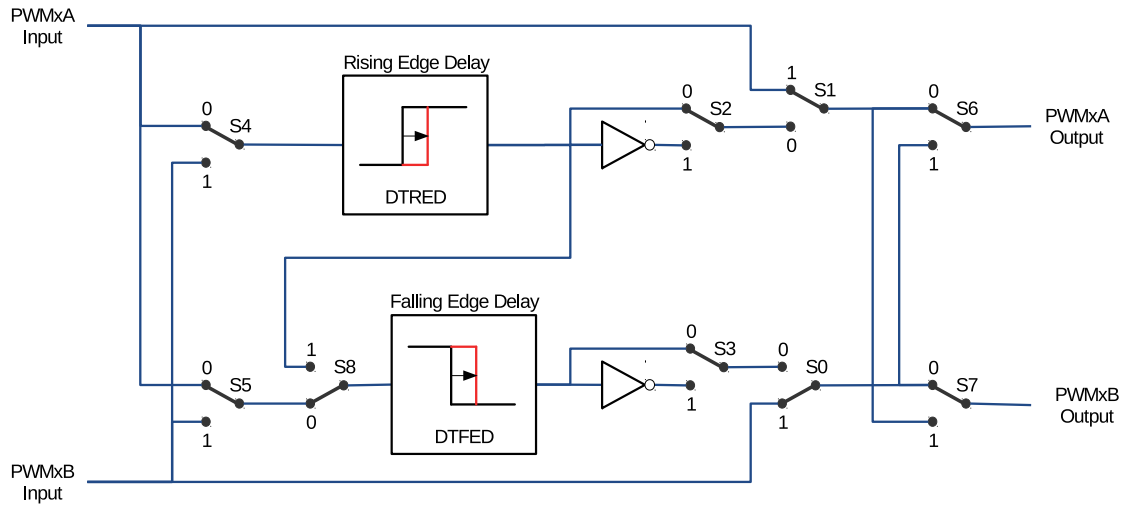 PWMxA
Input
Rising Edge Delay
DTRED
0
S4
1
0
S2
1
1
S1
0
0
S6
1
PWMxA
Output
Falling Edge Delay
DTFED
0
S5
1
1
S8
0
0
S3
1
0
S0
1
0
S7
1
PWMxB
Output
PWMxB
Input